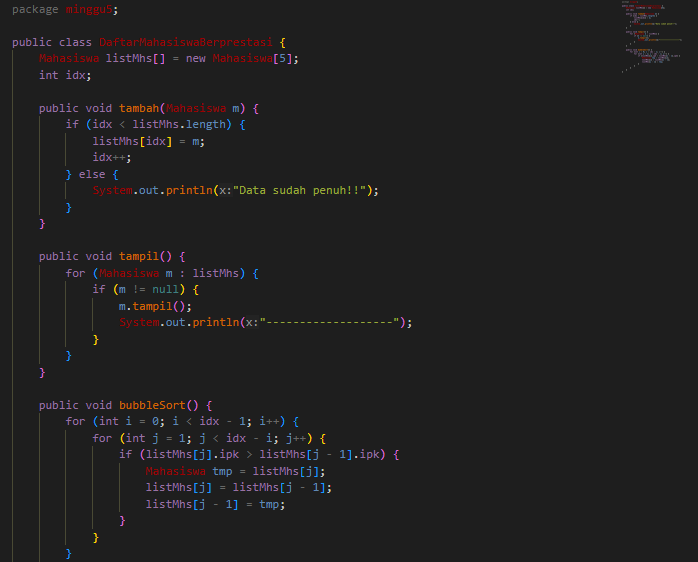 package minggu5;
public class DaftarMahasiswaBerprestasi {
Mahasiswa listMhs[] = new Mahasiswa[5];
int idx;
public void tambah(Mahasiswa m) {
if (idx < listMhs.length) {
listMhs[idx] = m;
idx++;
} else {
System.out.println(x:"Data sudah penuh!!");
}
}
public void tampil() {
for (Mahasiswa m : listMhs) {
if (m != null) {
m.tampil();
System.out.println(x:"-------------------");
}
}
}
public void bubbleSort() {
for (int i = 0; i < idx - 1; i++) {
for (int j = 1; j < idx - i; j++) {
if (listMhs[j].ipk > listMhs[j - 1].ipk) {
Mahasiswa tmp = listMhs[j];
listMhs[j] = listMhs[j - 1];
listMhs[j - 1] = tmp;
}
}
}